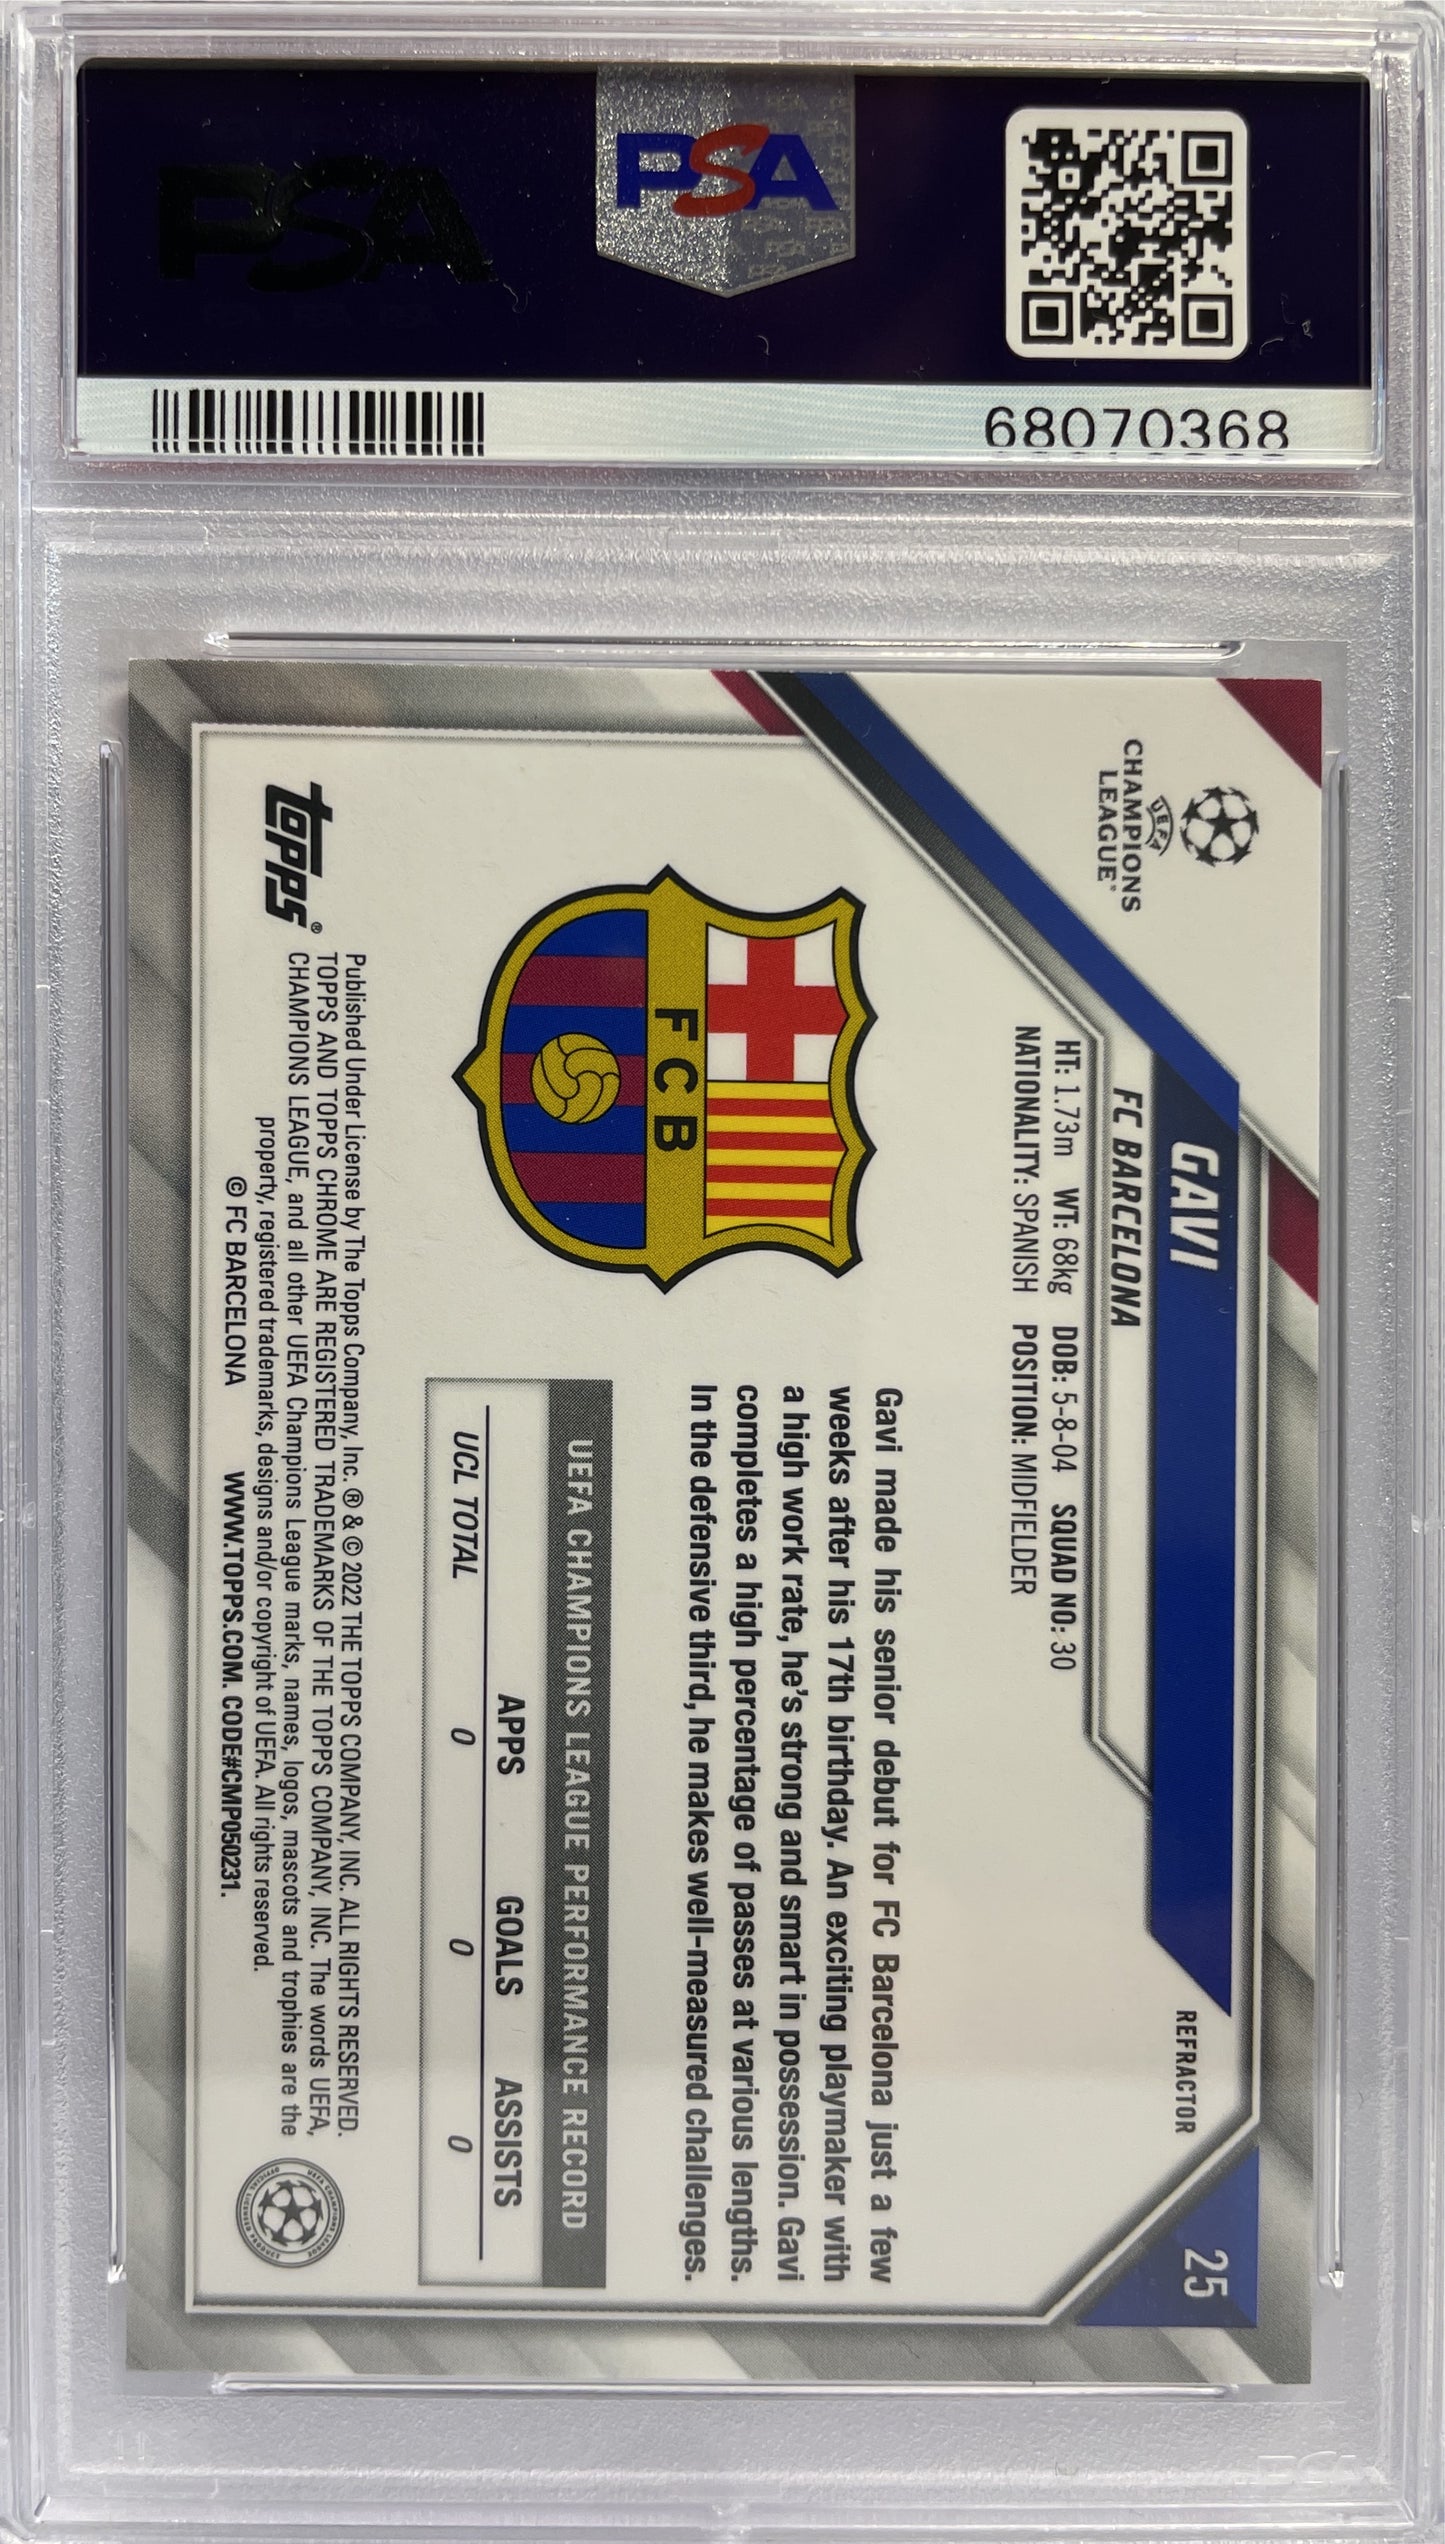 PSA
PSA
68070368
UEFA
CHAMPIONS
LEAGUE
GAVI
REFRACTOR
25
FC BARCELONA
HT: 1.73m WT: 68kg DOB: 5-8-04 SQUAD NO: 30
NATIONALITY: SPANISH POSITION: MIDFIELDER
FCB
Gavi made his senior debut for FC Barcelona just a few
weeks after his 17th birthday. An exciting playmaker with
a high work rate, he's strong and smart in possession. Gavi
completes a high percentage of passes at various lengths.
In the defensive third, he makes well-measured challenges.
UEFA CHAMPIONS LEAGUE PERFORMANCE RECORD
APPS GOALS ASSISTS
UCL TOTAL 0 0 0
topps®
Published Under License by The Topps Company, Inc. ® & © 2022 THE TOPPS COMPANY, INC. ALL RIGHTS RESERVED.
TOPPS AND TOPPS CHROME ARE REGISTERED TRADEMARKS OF THE TOPPS COMPANY, INC. The words UEFA,
CHAMPIONS LEAGUE, and all other UEFA Champions League marks, names, logos, mascots and trophies are the
property, registered trademarks, designs and/or copyright of UEFA. All rights reserved.
© FC BARCELONA WWW.TOPPS.COM. CODE#CMP050231.